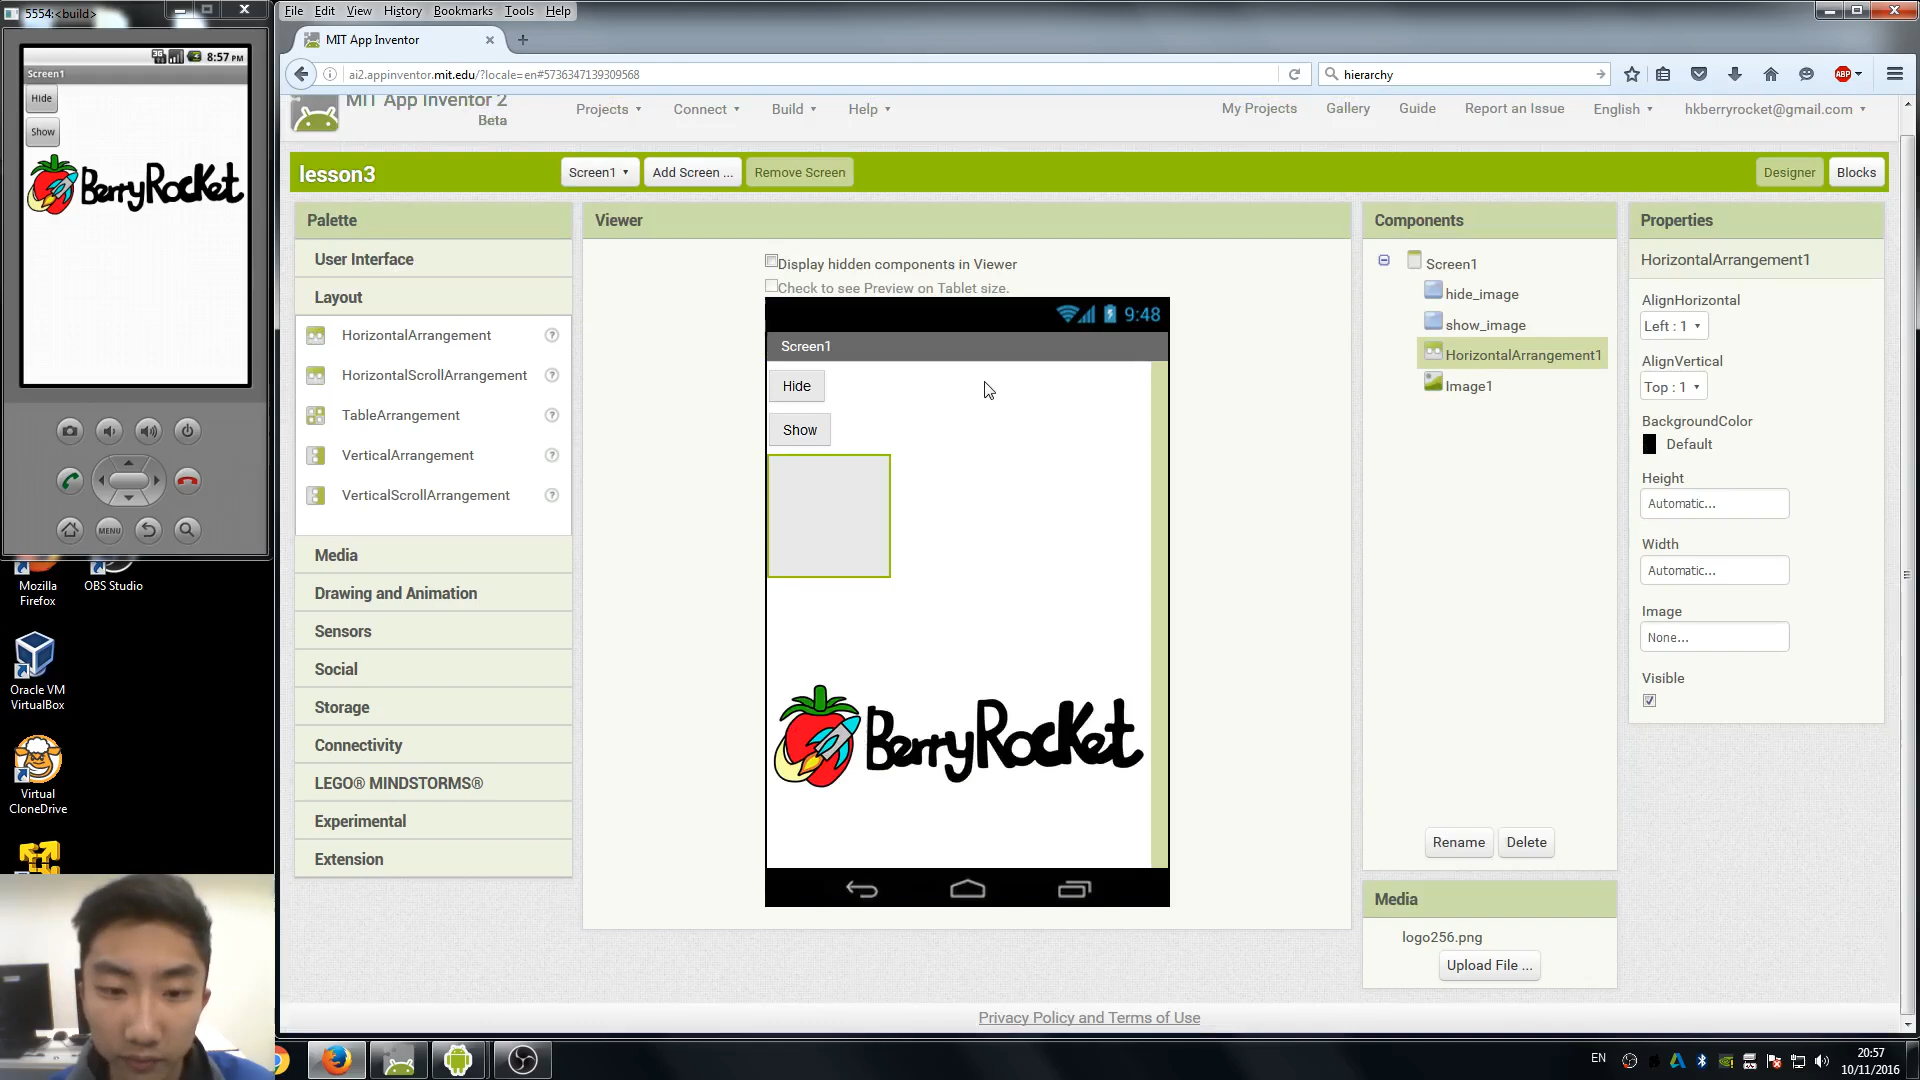 5554:<build>
8:57 PM
Screen1
Hide
Show
BerryRocket
MENU
Mozilla
Firefox
OBS Studio
Oracle VM
VirtualBox
Virtual
CloneDrive
File Edit View History Bookmarks Tools Help
MIT App Inventor
ai2.appinventor.mit.edu/?locale=en#5736347139309568
hierarchy
ABP
MIT App Inventor 2
Beta
Projects Connect Build Help
My Projects Gallery Guide Report an Issue English hkberryrocket@gmail.com
lesson3
Screen1 Add Screen ... Remove Screen
Designer Blocks
Palette
User Interface
Layout
HorizontalArrangement
HorizontalScrollArrangement
TableArrangement
VerticalArrangement
VerticalScrollArrangement
Media
Drawing and Animation
Sensors
Social
Storage
Connectivity
LEGO® MINDSTORMS®
Experimental
Extension
Viewer
Display hidden components in Viewer
Check to see Preview on Tablet size.
9:48
Screen1
Hide
Show
BerryRocket
Components
Screen1
hide_image
show_image
HorizontalArrangement1
Image1
Rename Delete
Media
logo256.png
Upload File ...
Properties
HorizontalArrangement1
AlignHorizontal
Left : 1
AlignVertical
Top : 1
BackgroundColor
Default
Height
Automatic...
Width
Automatic...
Image
None...
Visible
Privacy Policy and Terms of Use
EN
20:57
10/11/2016